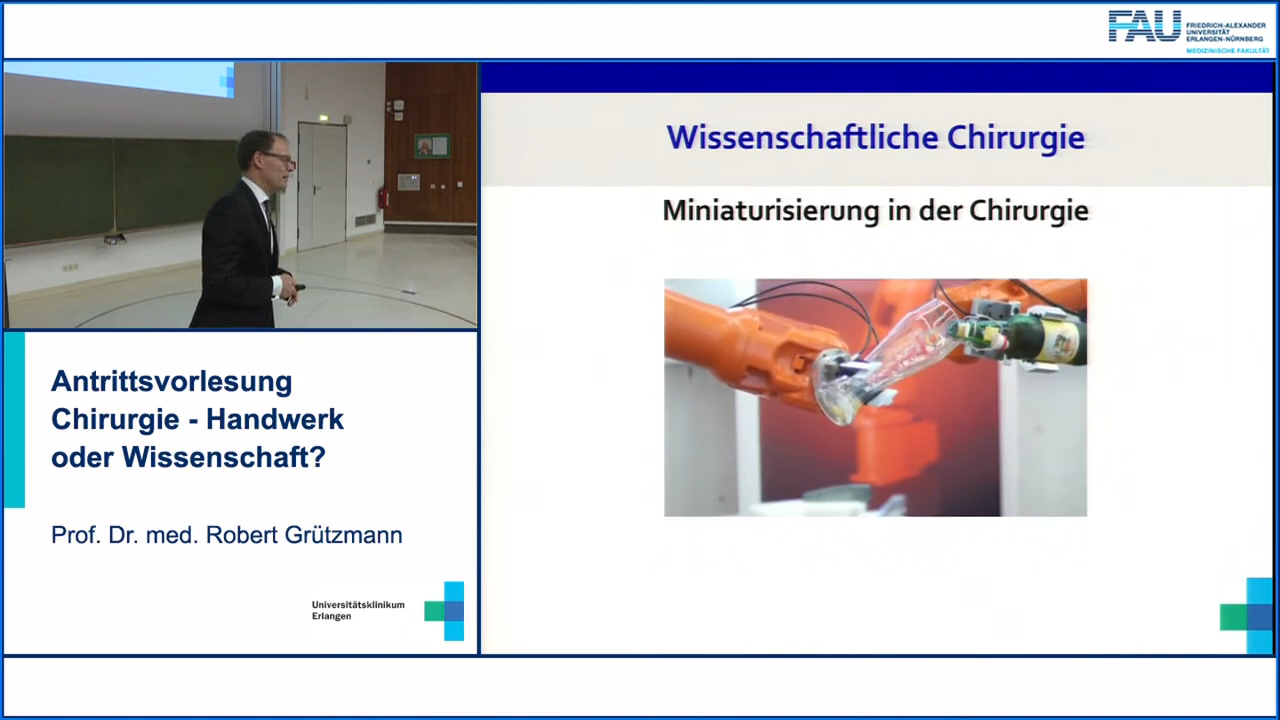 FAU
FRIEDRICH-ALEXANDER
UNIVERSITÄT
ERLANGEN-NÜRNBERG
MEDIZINISCHE FAKULTÄT
Wissenschaftliche Chirurgie
Miniaturisierung in der Chirurgie
Antrittsvorlesung
Chirurgie - Handwerk
oder Wissenschaft?
Prof. Dr. med. Robert Grützmann
Universitätsklinikum
Erlangen